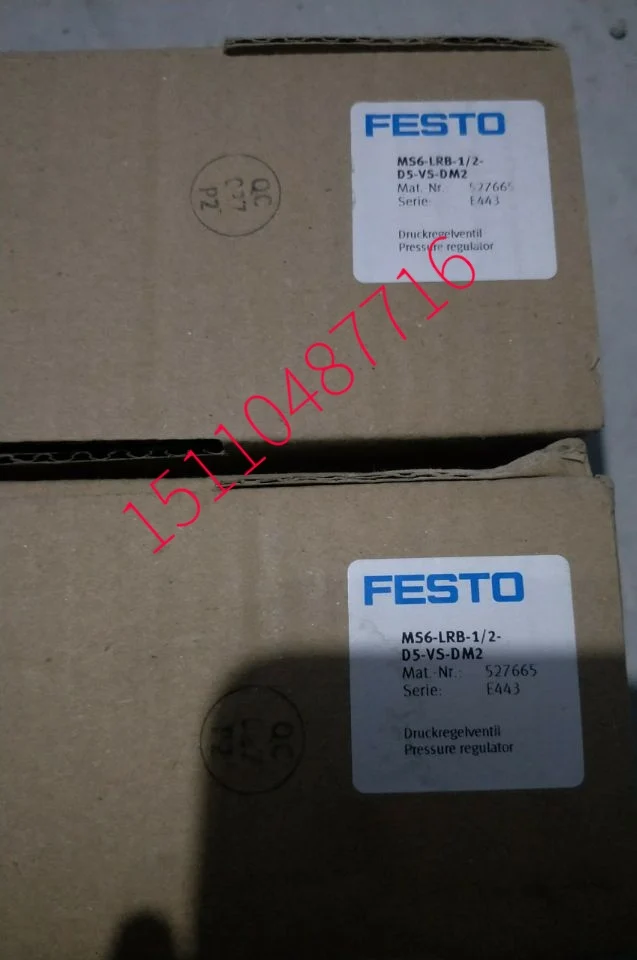 FESTO
MS6-LRB-1/2-
D5-VS-DM2
Mat. Nr. 527665
Serie: E443
Druckregelventil
Pressure regulator
QC
P2
15110487716
FESTO
MS6-LRB-1/2-
D5-VS-DM2
Mat.-Nr.: 527665
Serie: E443
Druckregelventil
Pressure regulator
QC
P2